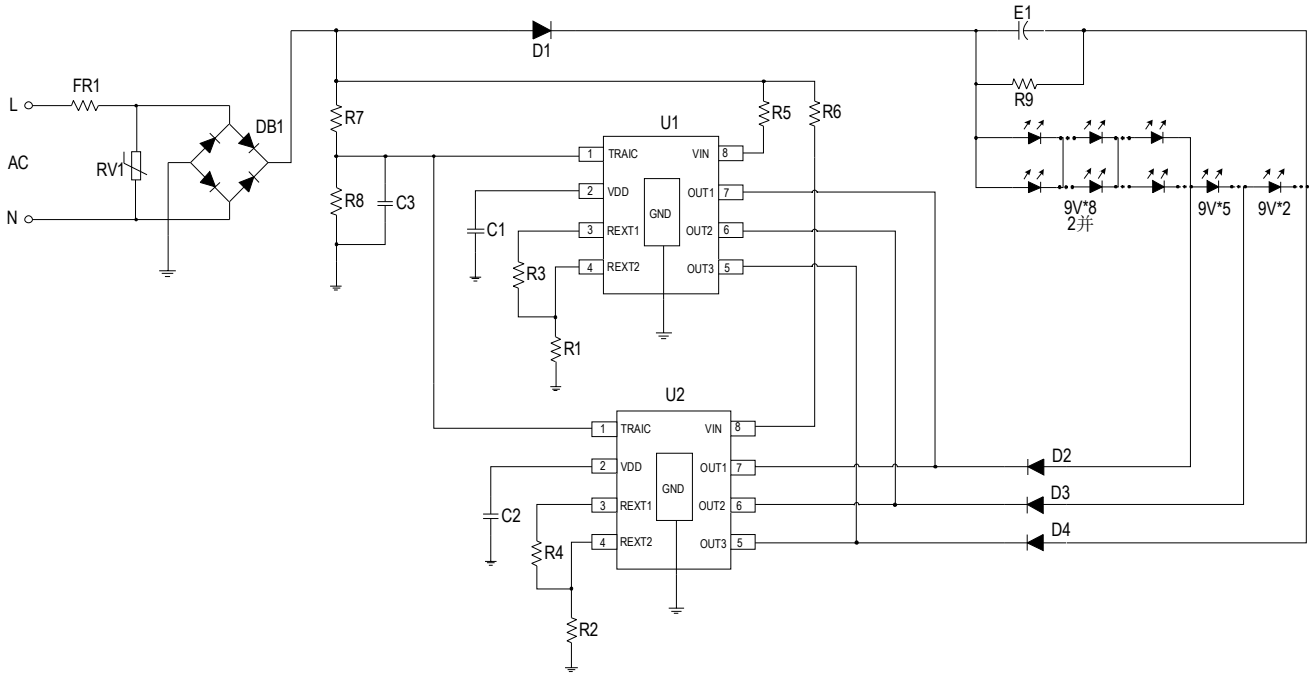 E1
D1
R9
FR1
L
AC
N
RV1
DB1
R7
R8
C3
R5
R6
U1
1 TRAIC
VIN 8
2 VDD
OUT1 7
GND
3 REXT1
OUT2 6
4 REXT2
OUT3 5
C1
R3
R1
9V*8
2并
9V*5
9V*2
U2
1 TRAIC
VIN 8
2 VDD
OUT1 7
GND
3 REXT1
OUT2 6
4 REXT2
OUT3 5
C2
R4
R2
D2
D3
D4